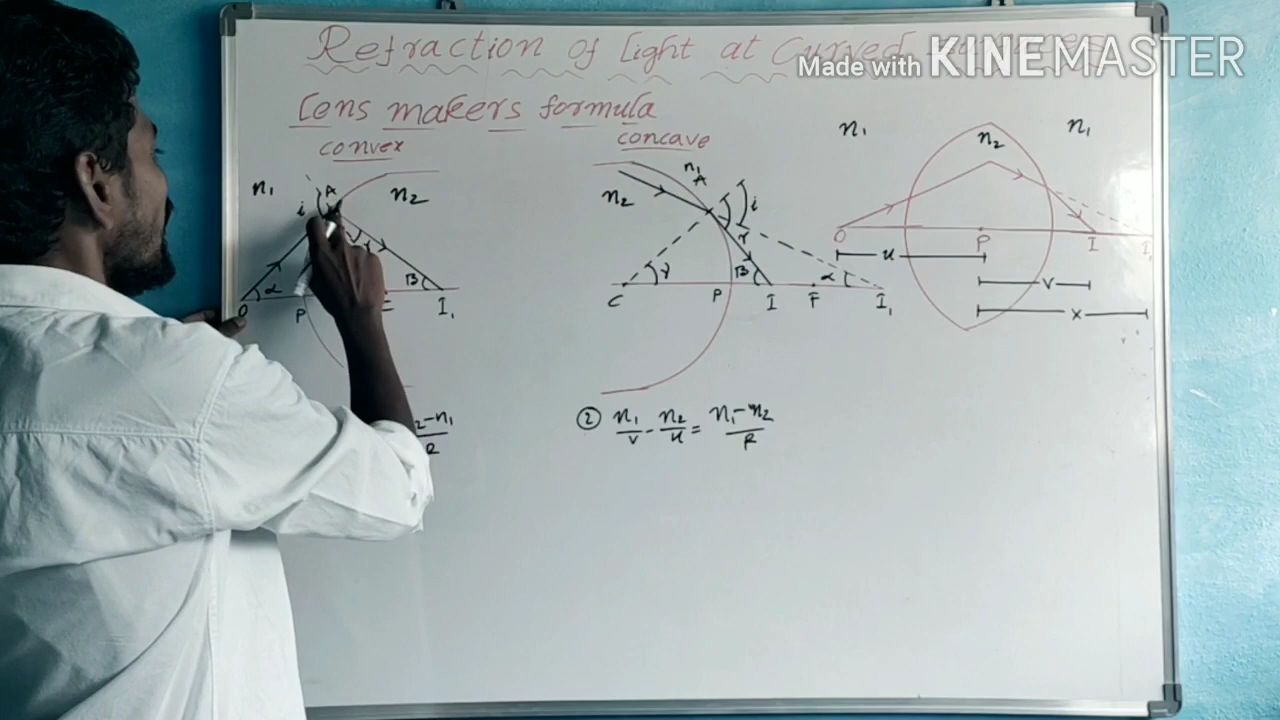 Refraction of light at Curved
Made with KINEMASTER
Lens makers formula
convex
concave
n₁
n₂
n₁
n₁
A
i
n₂
n₁
A
n₂
i
r
r
α
β
O
P
I₁
γ
β
α
C
P
I
F
I₁
O
P
I
I
u
v
x
₂-n₁
R
② n₁/v - n₂/u = n₁-n₂/R